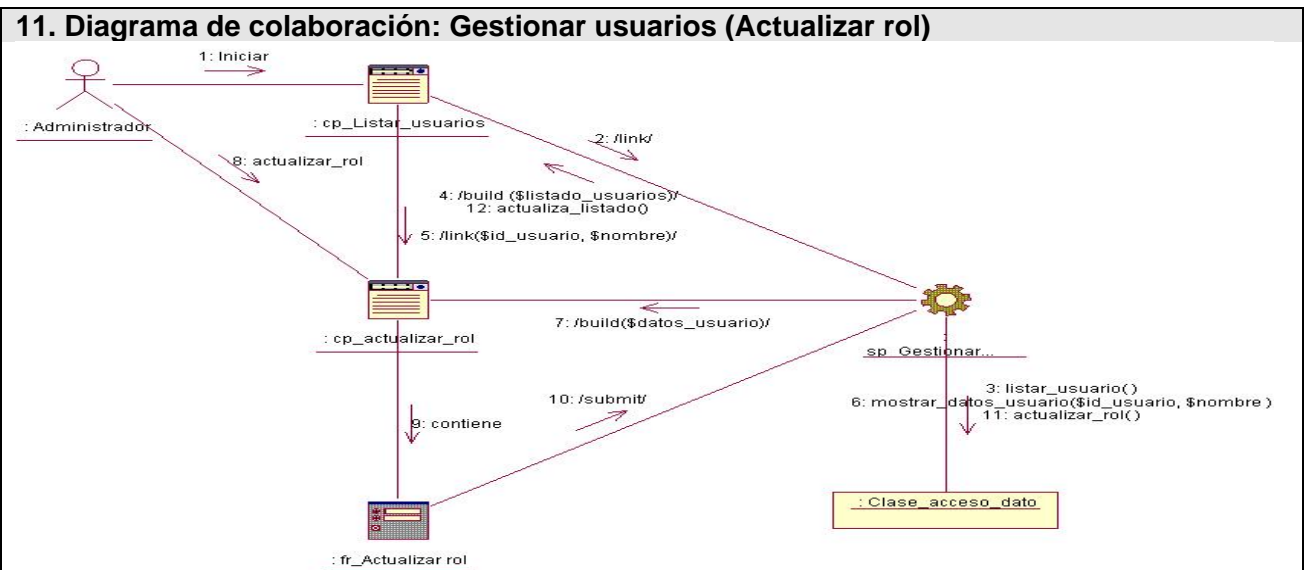 11. Diagrama de colaboración: Gestionar usuarios (Actualizar rol)
1: Iniciar
: Administrador
: cp_Listar_usuarios
2: /link/
8: actualizar_rol
4: /build ($listado_usuarios)/
12: actualiza_listado()
5: /link($id_usuario, $nombre)/
7: /build($datos_usuario)/
: cp_actualizar_rol
:
sp_Gestionar...
3: listar_usuario()
6: mostrar_datos_usuario($id_usuario, $nombre )
11: actualizar_rol()
10: /submit/
9: contiene
: Clase_acceso_dato
: fr_Actualizar rol